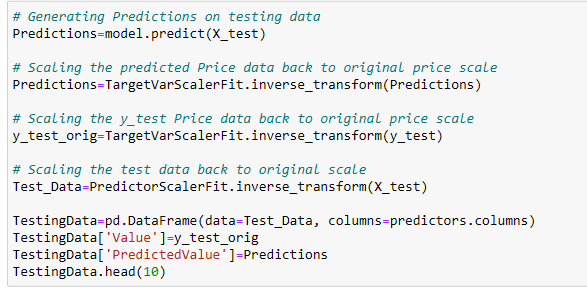 # Generating Predictions on testing data
Predictions=model.predict(X_test)
# Scaling the predicted Price data back to original price scale
Predictions=TargetVarScalerFit.inverse_transform(Predictions)
# Scaling the y_test Price data back to original price scale
y_test_orig=TargetVarScalerFit.inverse_transform(y_test)
# Scaling the test data back to original scale
Test_Data=PredictorScalerFit.inverse_transform(X_test)
TestingData=pd.DataFrame(data=Test_Data, columns=predictors.columns)
TestingData['Value']=y_test_orig
TestingData['PredictedValue']=Predictions
TestingData.head(10)